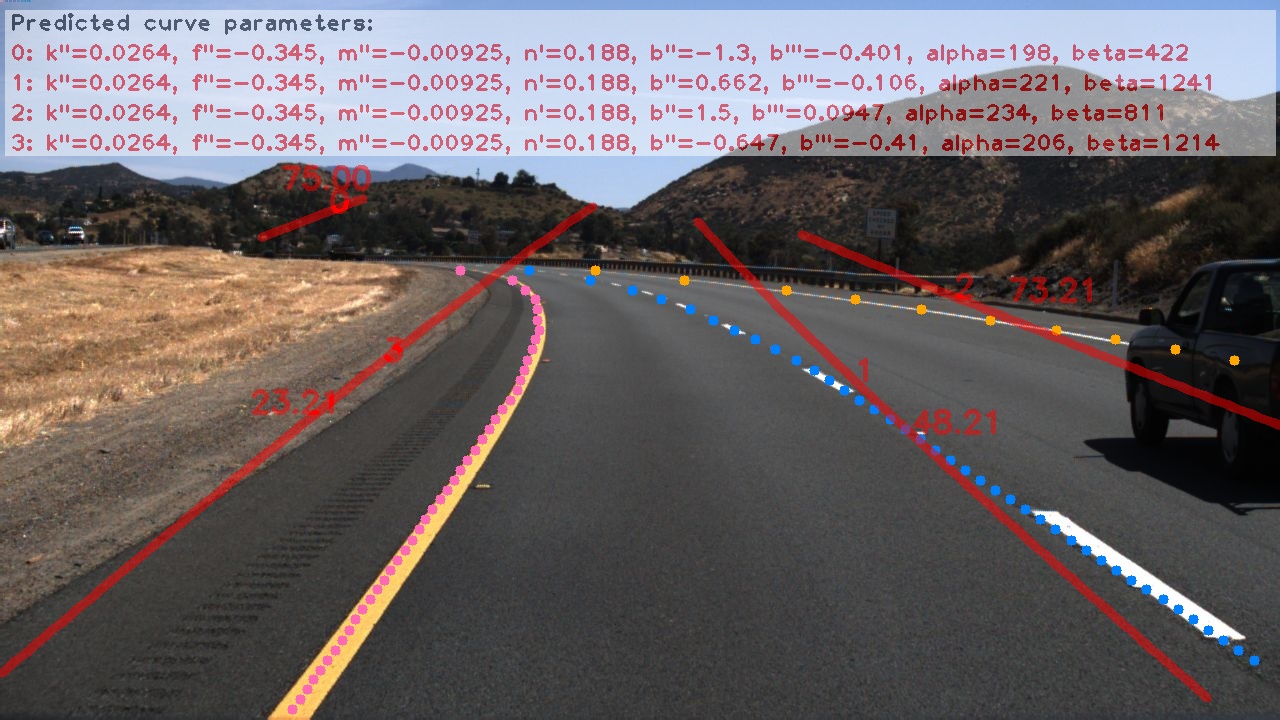 Predicted curve parameters:
0: k''=0.0264, f''=−0.345, m''=−0.00925, n'=0.188, b''=−1.3, b'''=−0.401, alpha=198, beta=422
1: k''=0.0264, f''=−0.345, m''=−0.00925, n'=0.188, b''=0.662, b'''=−0.106, alpha=221, beta=1241
2: k''=0.0264, f''=−0.345, m''=−0.00925, n'=0.188, b''=1.5, b'''=0.0947, alpha=234, beta=811
3: k''=0.0264, f''=−0.345, m''=−0.00925, n'=0.188, b''=−0.647, b'''=−0.41, alpha=206, beta=1214
75.00
0
2 73.21
3
1
23.21
48.21